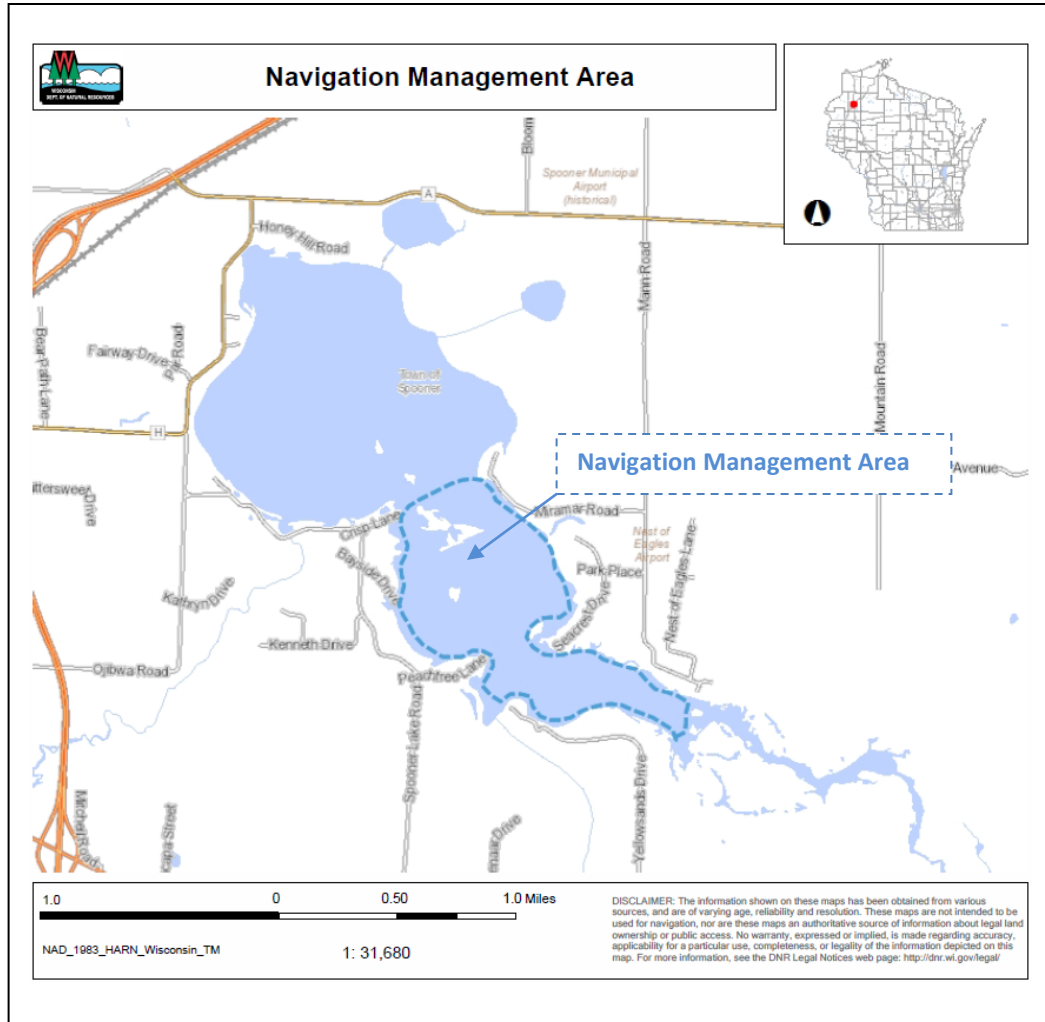 WISCONSIN
DEPT. OF NATURAL RESOURCES
Navigation Management Area
Bloom
Spooner Municipal
Airport
(historical)
A
Honey Hill Road
Mann Road
Mountain Road
Bear Path Lane
Fairway Drive
Par Road
Town of
Spooner
H
Navigation Management Area
Avenue
ittersweet Drive
Crisp Lane
Miramar Road
Nest of
Eagles
Airport
Bayside Drive
Park Place
Nest of Eagles Lane
Kathryn Drive
Seacrest Drive
Kenneth Drive
Ojibwa Road
Peachtree Lane
Spooner Lake Road
Yellowsands Drive
Mitchell Road
capa Street
enaar Drive
1.0 0 0.50 1.0 Miles
NAD_1983_HARN_Wisconsin_TM
1: 31,680
DISCLAIMER: The information shown on these maps has been obtained from various
sources, and are of varying age, reliability and resolution. These maps are not intended to be
used for navigation, nor are these maps an authoritative source of information about legal land
ownership or public access. No warranty, expressed or implied, is made regarding accuracy,
applicability for a particular use, completeness, or legality of the information depicted on this
map. For more information, see the DNR Legal Notices web page: http://dnr.wi.gov/legal/